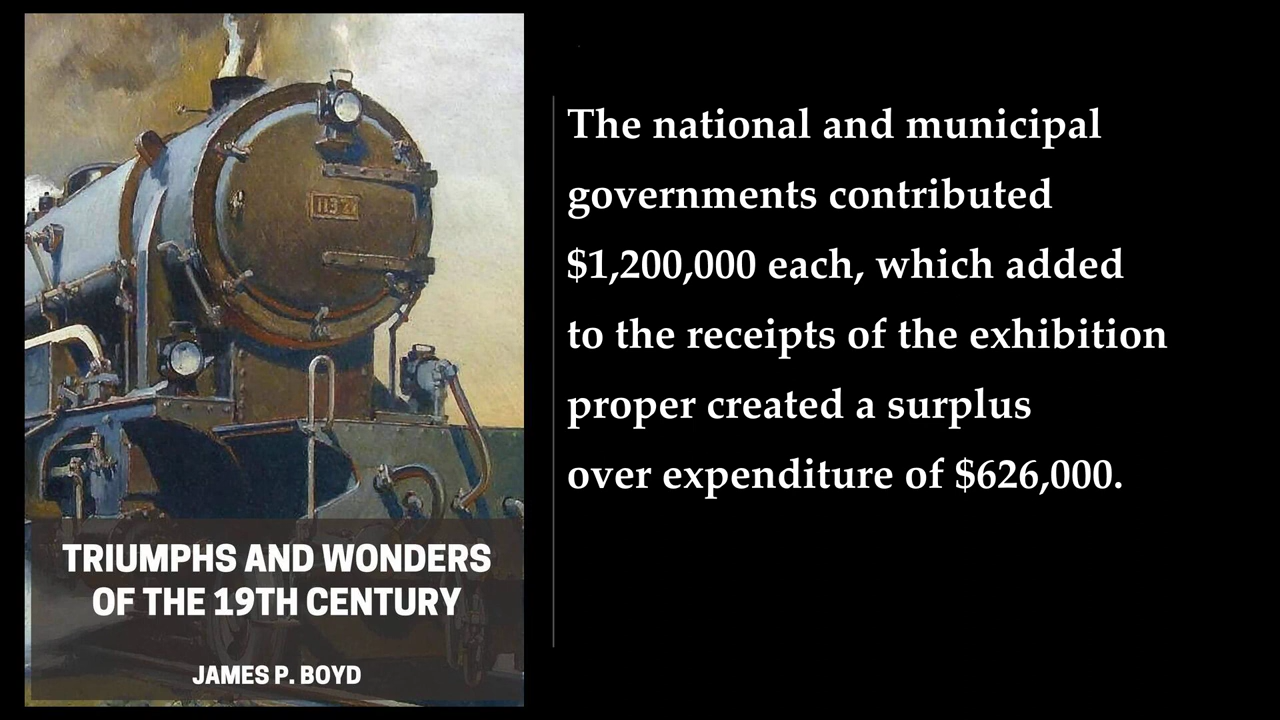 The national and municipal
governments contributed
$1,200,000 each, which added
to the receipts of the exhibition
proper created a surplus
over expenditure of $626,000.
TRIUMPHS AND WONDERS
OF THE 19TH CENTURY
JAMES P. BOYD